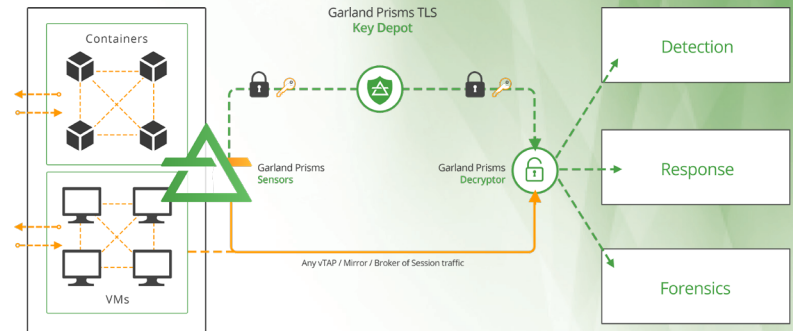 Garland Prisms TLS
Key Depot
Containers
Detection
Garland Prisms
Sensors
Garland Prisms
Decryptor
Response
Any vTAP / Mirror / Broker of Session traffic
VMs
Forensics